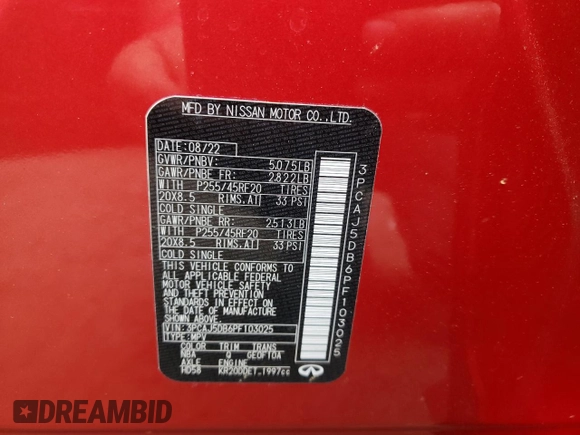 MFD BY NISSAN MOTOR CO.,LTD.
DATE: 08/22
GVWR/PNBV: 5,075LB
GAWR/PNBE FR: 2,822LB
WITH P255/45RF20 TIRES
20X8.5 RIMS.AT 33 PSI
COLD SINGLE
GAWR/PNBE RR: 2,513LB
WITH P255/45RF20 TIRES
20X8.5 RIMS.AT 33 PSI
COLD SINGLE
THIS VEHICLE CONFORMS TO
ALL APPLICABLE FEDERAL
MOTOR VEHICLE SAFETY
AND THEFT PREVENTION
STANDARDS IN EFFECT ON
THE DATE OF MANUFACTURE
SHOWN ABOVE.
VIN: 3PCAJ5DB6PF103025
TYPE: MPV
COLOR TRIM TRANS
NBA Q GE0FT0A
AXLE ENGINE
HD58 KR20DDET 1997cc
3PCAJ5DB6PF103025
DREAMBID